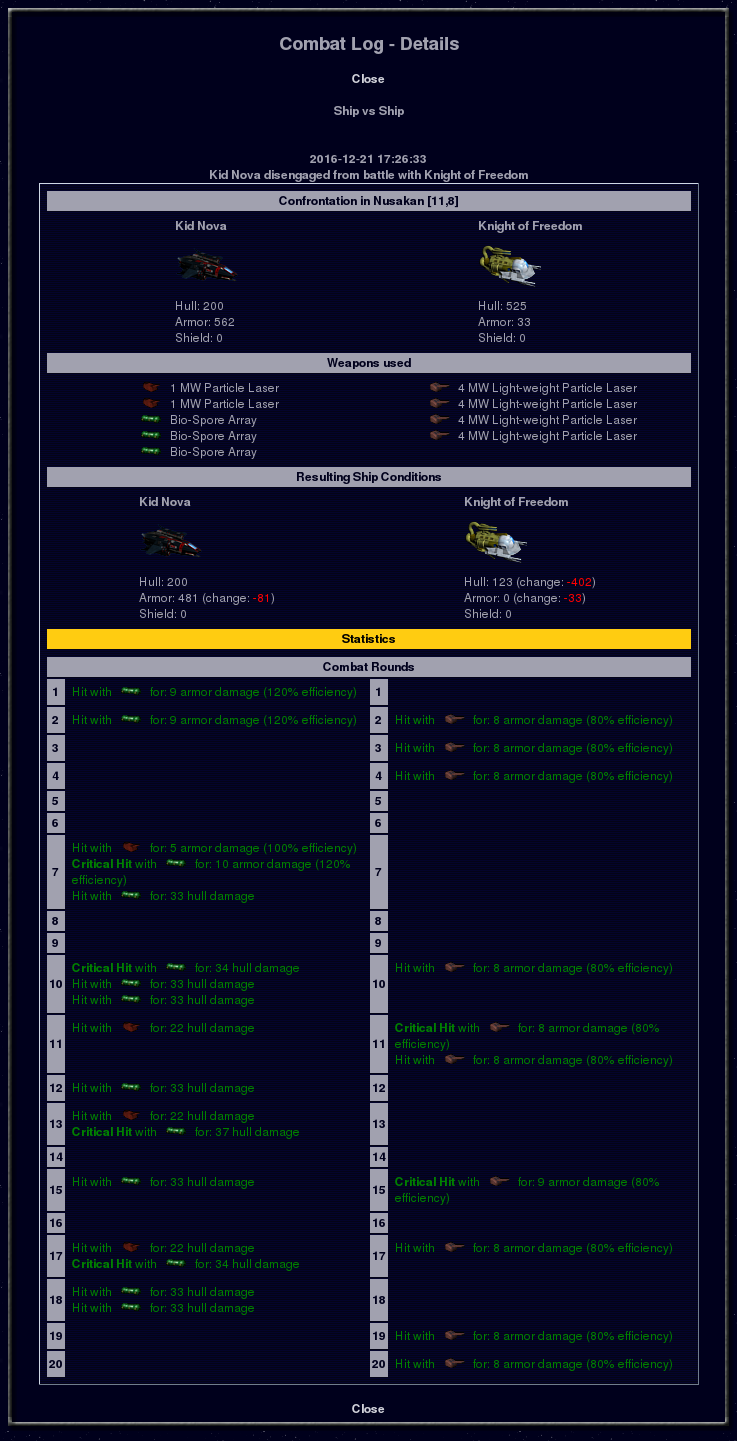 Combat Log - Details
Close
Ship vs Ship
2016-12-21 17:26:33
Kid Nova disengaged from battle with Knight of Freedom
Confrontation in Nusakan [11,8]
Kid Nova
Hull: 200
Armor: 562
Shield: 0
Knight of Freedom
Hull: 525
Armor: 33
Shield: 0
Weapons used
1 MW Particle Laser
1 MW Particle Laser
Bio-Spore Array
Bio-Spore Array
Bio-Spore Array
4 MW Light-weight Particle Laser
4 MW Light-weight Particle Laser
4 MW Light-weight Particle Laser
4 MW Light-weight Particle Laser
Resulting Ship Conditions
Kid Nova
Hull: 200
Armor: 481 (change: -81)
Shield: 0
Knight of Freedom
Hull: 123 (change: -402)
Armor: 0 (change: -33)
Shield: 0
Statistics
Combat Rounds
1 Hit with for: 9 armor damage (120% efficiency)
1
2 Hit with for: 9 armor damage (120% efficiency)
2 Hit with for: 8 armor damage (80% efficiency)
3
3 Hit with for: 8 armor damage (80% efficiency)
4
4 Hit with for: 8 armor damage (80% efficiency)
5
5
6
6
7 Hit with for: 5 armor damage (100% efficiency)
Critical Hit with for: 10 armor damage (120%
efficiency)
Hit with for: 33 hull damage
7
8
8
9
9
10 Critical Hit with for: 34 hull damage
Hit with for: 33 hull damage
Hit with for: 33 hull damage
10 Hit with for: 8 armor damage (80% efficiency)
11 Hit with for: 22 hull damage
11 Critical Hit with for: 8 armor damage (80%
efficiency)
Hit with for: 8 armor damage (80% efficiency)
12 Hit with for: 33 hull damage
12
13 Hit with for: 22 hull damage
Critical Hit with for: 37 hull damage
13
14
14
15 Hit with for: 33 hull damage
15 Critical Hit with for: 9 armor damage (80%
efficiency)
16
16
17 Hit with for: 22 hull damage
Critical Hit with for: 34 hull damage
17 Hit with for: 8 armor damage (80% efficiency)
18 Hit with for: 33 hull damage
Hit with for: 33 hull damage
18
19
19 Hit with for: 8 armor damage (80% efficiency)
20
20 Hit with for: 8 armor damage (80% efficiency)
Close